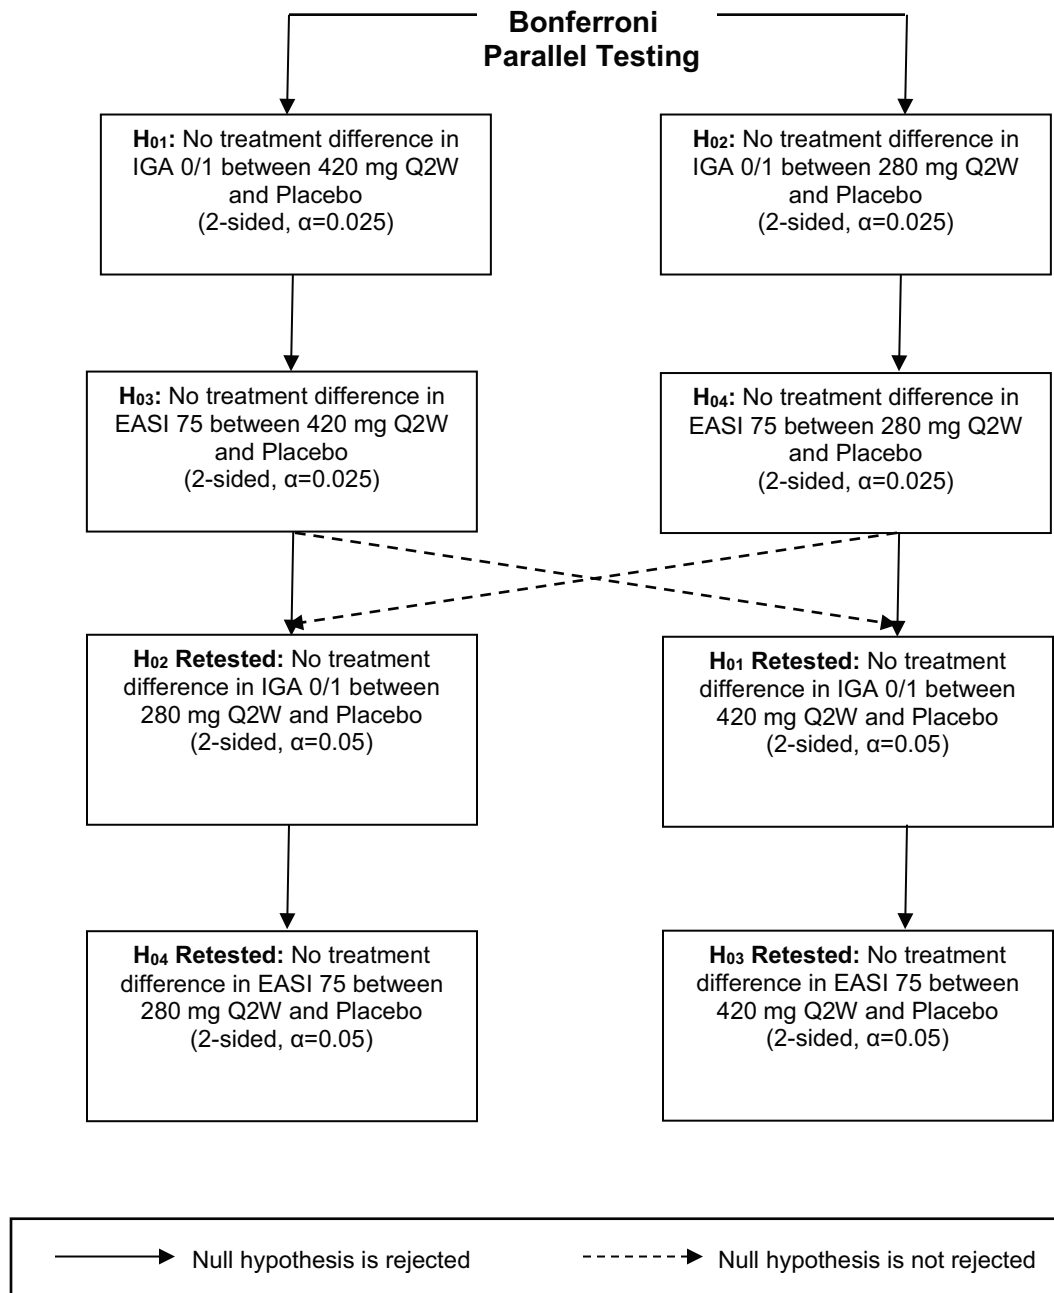 Bonferroni
Parallel Testing
H01: No treatment difference in
IGA 0/1 between 420 mg Q2W
and Placebo
(2-sided, α=0.025)
H02: No treatment difference in
IGA 0/1 between 280 mg Q2W
and Placebo
(2-sided, α=0.025)
H03: No treatment difference in
EASI 75 between 420 mg Q2W
and Placebo
(2-sided, α=0.025)
H04: No treatment difference in
EASI 75 between 280 mg Q2W
and Placebo
(2-sided, α=0.025)
H02 Retested: No treatment
difference in IGA 0/1 between
280 mg Q2W and Placebo
(2-sided, α=0.05)
H01 Retested: No treatment
difference in IGA 0/1 between
420 mg Q2W and Placebo
(2-sided, α=0.05)
H04 Retested: No treatment
difference in EASI 75 between
280 mg Q2W and Placebo
(2-sided, α=0.05)
H03 Retested: No treatment
difference in EASI 75 between
420 mg Q2W and Placebo
(2-sided, α=0.05)
Null hypothesis is rejected
Null hypothesis is not rejected